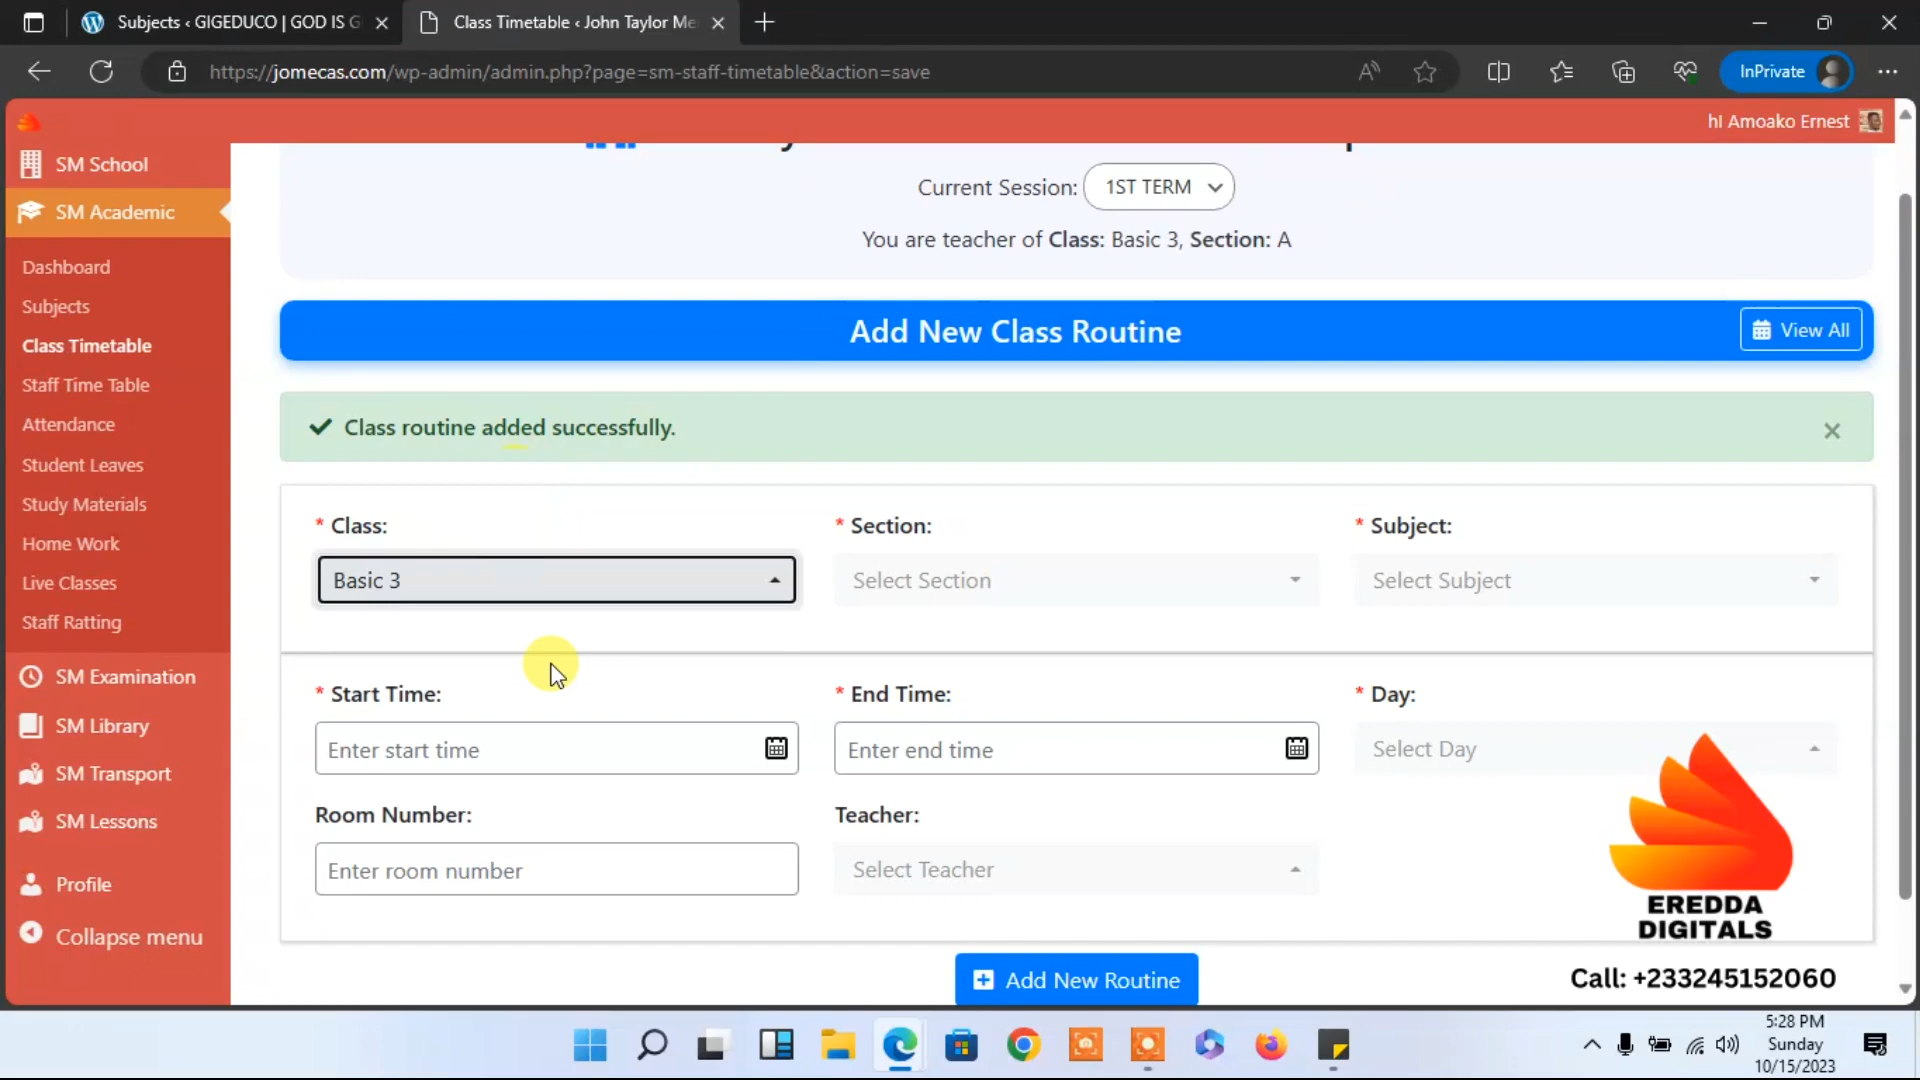 Subjects ‹ GIGEDUCO | GOD IS G
Class Timetable ‹ John Taylor Me
https://jomecas.com/wp-admin/admin.php?page=sm-staff-timetable&action=save
InPrivate
hI Amoako Ernest
SM School
SM Academic
Dashboard
Subjects
Class Timetable
Staff Time Table
Attendance
Student Leaves
Study Materials
Home Work
Live Classes
Staff Ratting
SM Examination
SM Library
SM Transport
SM Lessons
Profile
Collapse menu
Current Session: 1ST TERM
You are teacher of Class: Basic 3, Section: A
Add New Class Routine
View All
Class routine added successfully.
* Class:
* Section:
* Subject:
Basic 3
Select Section
Select Subject
* Start Time:
* End Time:
* Day:
Enter start time
Enter end time
Select Day
Room Number:
Teacher:
Enter room number
Select Teacher
EREDDA
DIGITALS
Call: +233245152060
Add New Routine
5:28 PM
Sunday
10/15/2023